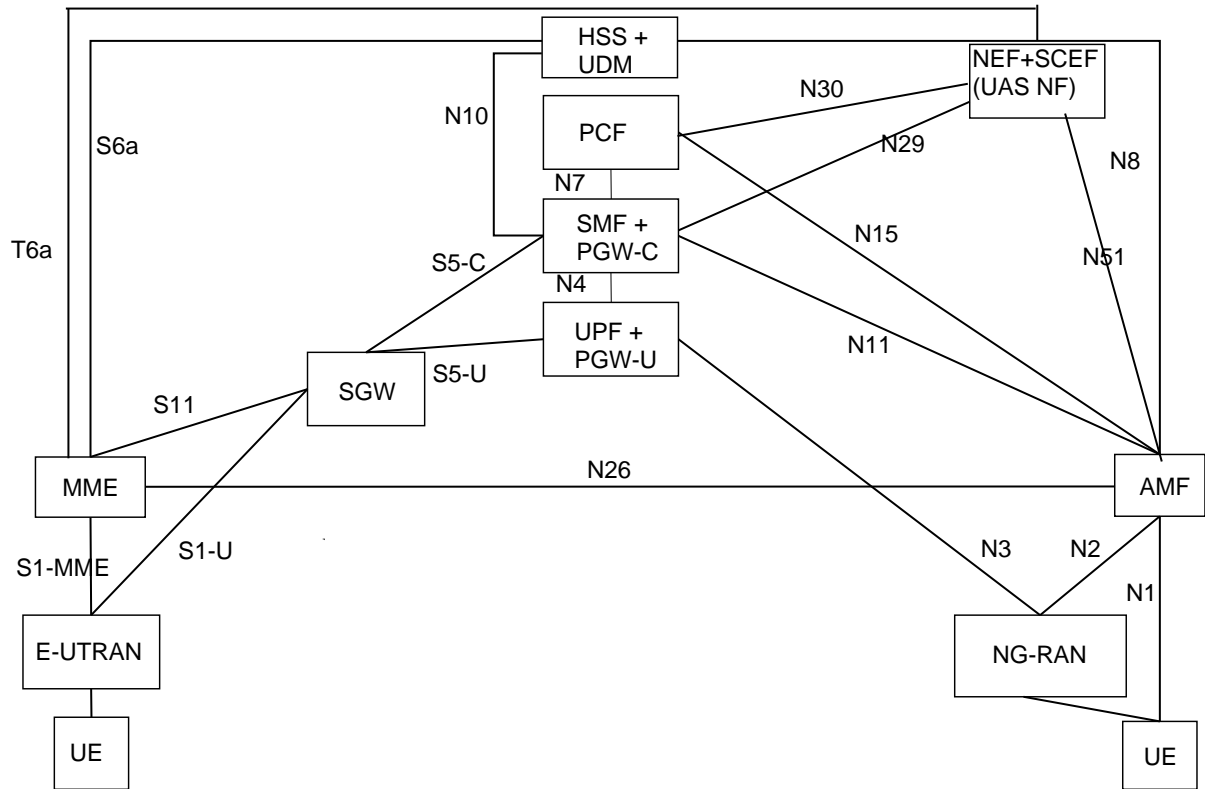 HSS +
UDM
NEF+SCEF
(UAS NF)
N30
N10
PCF
S6a
N29
N8
N7
T6a
SMF +
PGW-C
N15
S5-C
N51
N4
UPF +
PGW-U
N11
S5-U
SGW
S11
N26
MME
AMF
S1-U
N3
N2
S1-MME
N1
E-UTRAN
NG-RAN
UE
UE